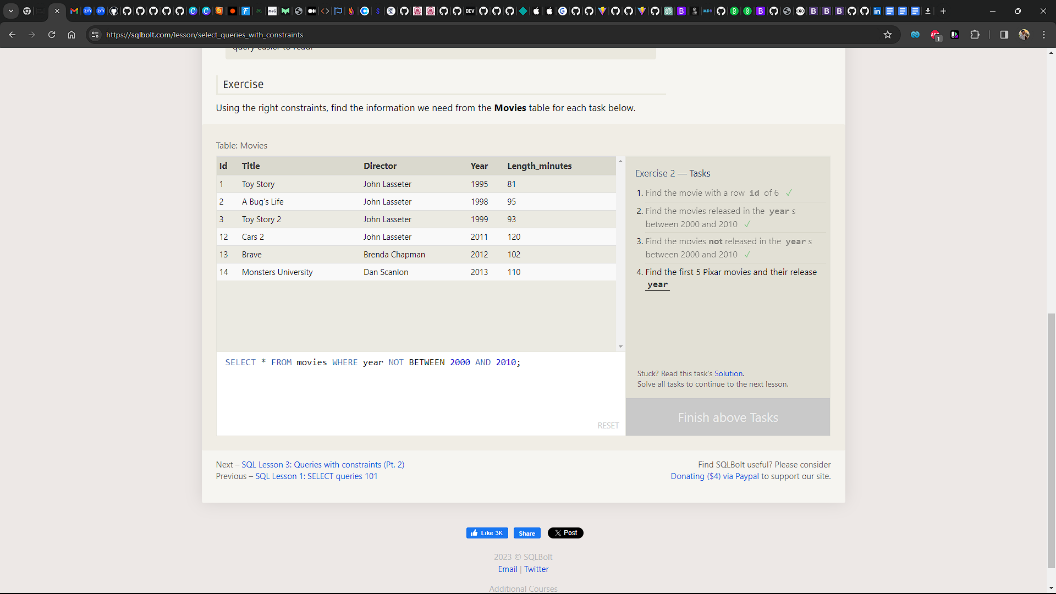 https://sqlbolt.com/lesson/select_queries_with_constraints
query easier to read.
Exercise
Using the right constraints, find the information we need from the Movies table for each task below.
Table: Movies
Id Title Director Year Length_minutes
1 Toy Story John Lasseter 1995 81
2 A Bug's Life John Lasseter 1998 95
3 Toy Story 2 John Lasseter 1999 93
12 Cars 2 John Lasseter 2011 120
13 Brave Brenda Chapman 2012 102
14 Monsters University Dan Scanlon 2013 110
SELECT * FROM movies WHERE year NOT BETWEEN 2000 AND 2010;
RESET
Exercise 2 — Tasks
1. Find the movie with a row id of 6 ✓
2. Find the movies released in the year s
between 2000 and 2010 ✓
3. Find the movies not released in the year s
between 2000 and 2010 ✓
4. Find the first 5 Pixar movies and their release
year
Stuck? Read this task's Solution.
Solve all tasks to continue to the next lesson.
Finish above Tasks
Next – SQL Lesson 3: Queries with constraints (Pt. 2)
Previous – SQL Lesson 1: SELECT queries 101
Find SQLBolt useful? Please consider
Donating ($4) via Paypal to support our site.
Like 3K
Share
X Post
2023 © SQLBolt
Email | Twitter
Additional Courses